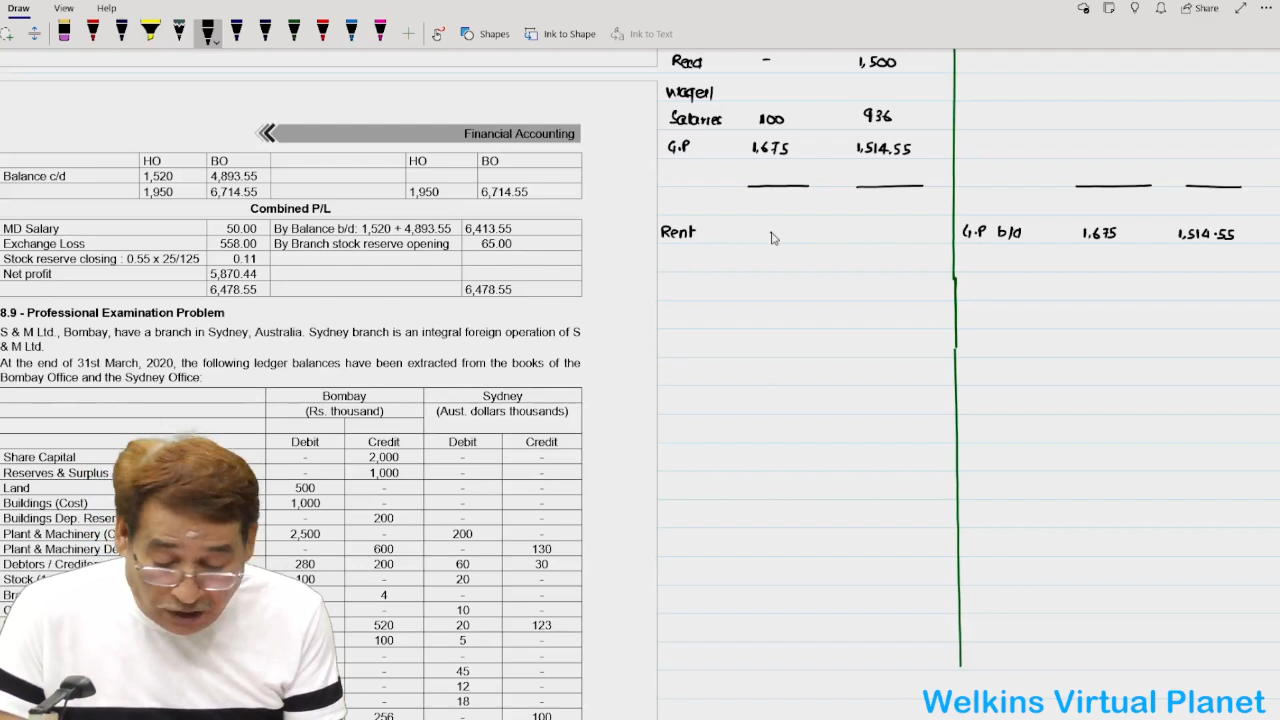 Draw View Help
Share
Shapes
Ink to Shape
Ink to Text
Financial Accounting
HO BO HO BO
Balance c/d 1,520 4,893.55
1,950 6,714.55 1,950 6,714.55
Combined P/L
MD Salary 50.00 By Balance b/d: 1,520 + 4,893.55 6,413.55
Exchange Loss 558.00 By Branch stock reserve opening 65.00
Stock reserve closing : 0.55 x 25/125 0.11
Net profit 5,870.44
6,478.55 6,478.55
8.9 - Professional Examination Problem
S & M Ltd., Bombay, have a branch in Sydney, Australia. Sydney branch is an integral foreign operation of S
& M Ltd.
At the end of 31st March, 2020, the following ledger balances have been extracted from the books of the
Bombay Office and the Sydney Office:
Bombay Sydney
(Rs. thousand) (Aust. dollars thousands)
Debit Credit Debit Credit
Share Capital - 2,000 - -
Reserves & Surplus - 1,000 - -
Land 500 - - -
Buildings (Cost) 1,000 - - -
Buildings Dep. - 200 - -
Plant & Machinery 2,500 - 200 -
Plant & Machinery - 600 - 130
Debtors / 280 200 60 30
Stock 100 - 20 -
4 - -
- 10 -
520 20 123
100 5 -
- - -
- 45 -
- 12 -
- 18 -
256 - 100
- 1,500
Wages/
Salaries 100 936
G.P 1,675 1,514.55
Rent
G.P b/d 1,675 1,514.55
Welkins Virtual Planet